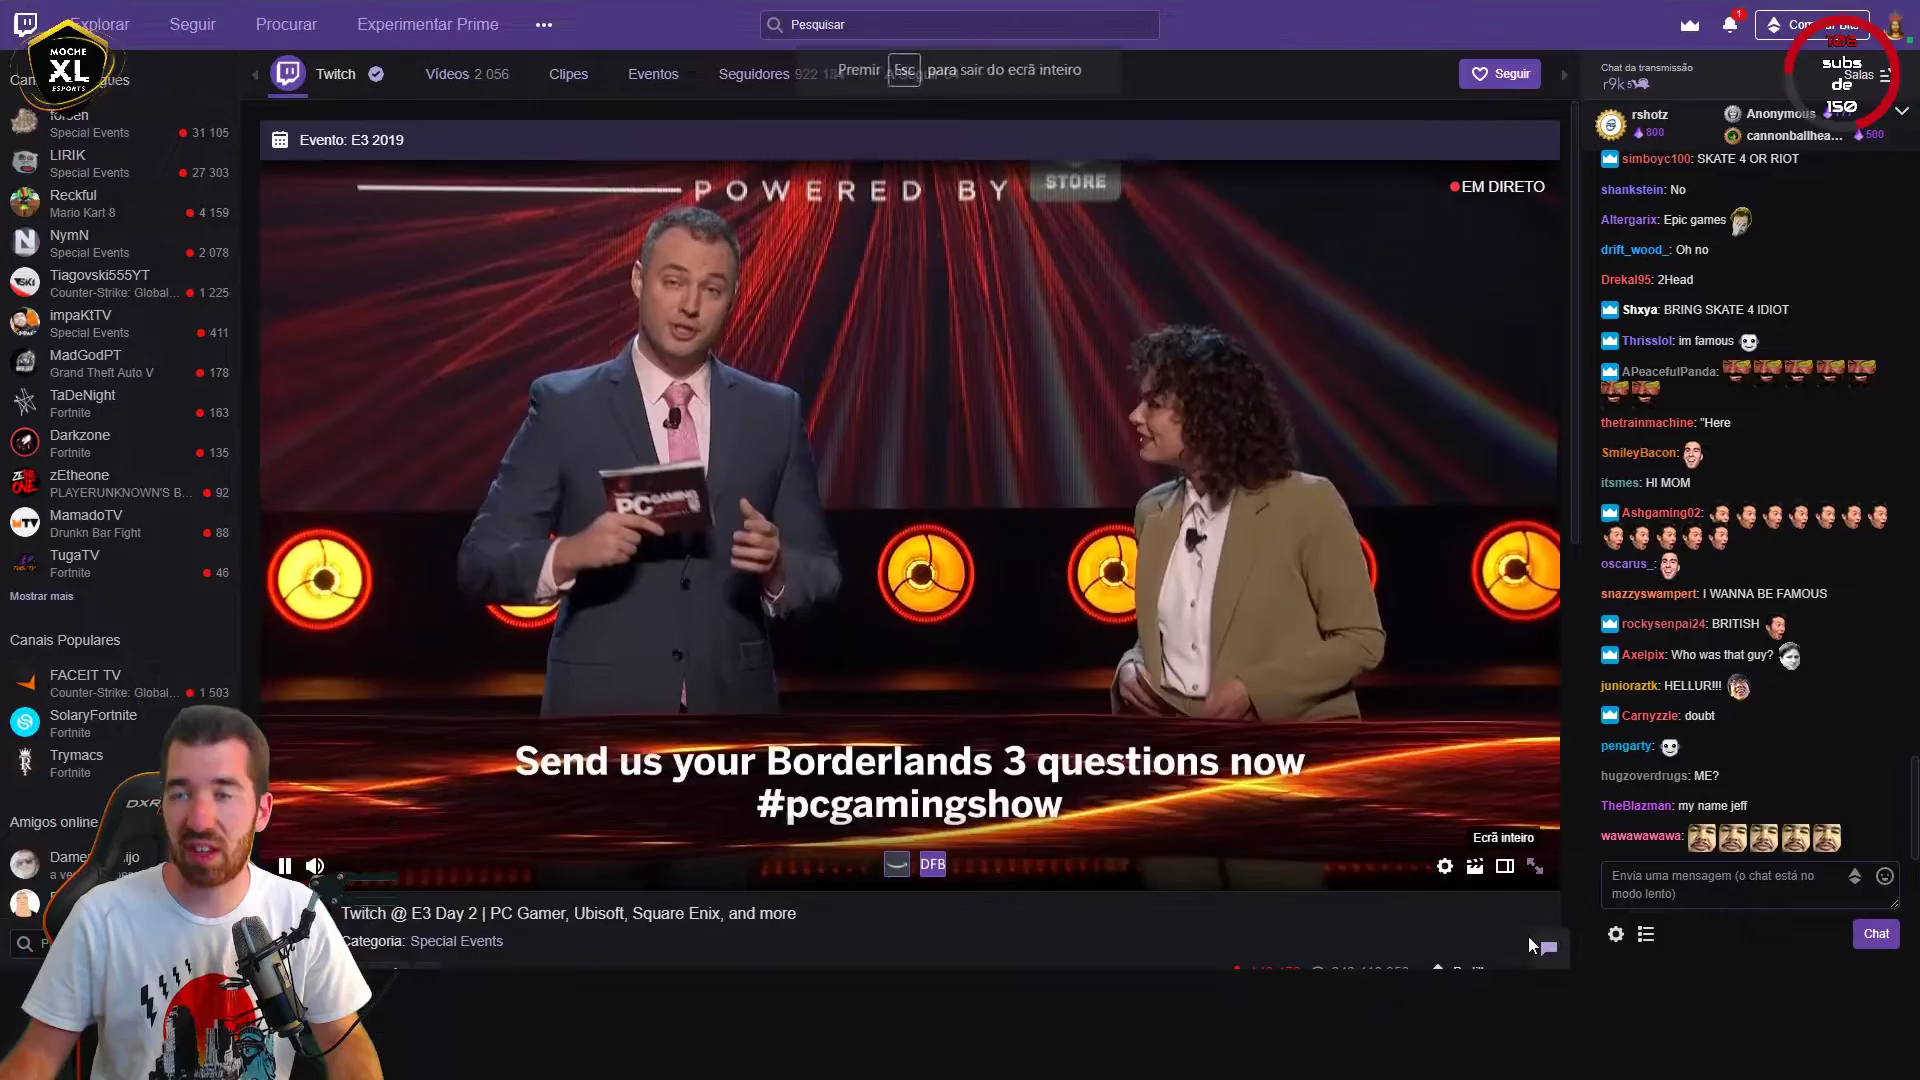 Explorar
Seguir
Procurar
Experimentar Prime
•••
Pesquisar
1
MOCHE
XL
ESPORTS
Twitch
Vídeos 2 056
Clipes
Eventos
Seguidores 922
Premir Esc para sair do ecrã inteiro
Seguir
Chat da transmissão
r9k
Salas
subs
de
150
Evento: E3 2019
forsen
Special Events
31 105
LIRIK
Special Events
27 303
Reckful
Mario Kart 8
4 159
NymN
Special Events
2 078
Tiagovski555YT
Counter-Strike: Global...
1 225
impaKtTV
Special Events
411
MadGodPT
Grand Theft Auto V
178
TaDeNight
Fortnite
163
Darkzone
Fortnite
135
zEtheone
PLAYERUNKNOWN'S B...
92
MamadoTV
Drunkn Bar Fight
88
TugaTV
Fortnite
46
Mostrar mais
Canais Populares
FACEIT TV
Counter-Strike: Global...
1 503
SolaryFortnite
Fortnite
Trymacs
Fortnite
Amigos online
DXR
POWERED BY
STORE
EM DIRETO
PC GAMING
Send us your Borderlands 3 questions now
#pcgamingshow
Ecrã inteiro
DFB
Twitch @ E3 Day 2 | PC Gamer, Ubisoft, Square Enix, and more
Categoria: Special Events
rshotz
800
Anonymous
cannonballhea...
500
simboyc100: SKATE 4 OR RIOT
shankstein: No
Altergarix: Epic games
drift_wood_: Oh no
Drekal95: 2Head
Shxya: BRING SKATE 4 IDIOT
Thrisslol: im famous
APeacefulPanda:
thetrainmachine: "Here
SmileyBacon:
itsmes: HI MOM
Ashgaming02:
oscarus_:
snazzyswampert: I WANNA BE FAMOUS
rockysenpai24: BRITISH
Axelpix: Who was that guy?
junioraztk: HELLUR!!!
Carnyzzle: doubt
pengarty:
hugzoverdrugs: ME?
TheBlazman: my name jeff
wawawawawa:
Envia uma mensagem (o chat está no
modo lento)
Chat